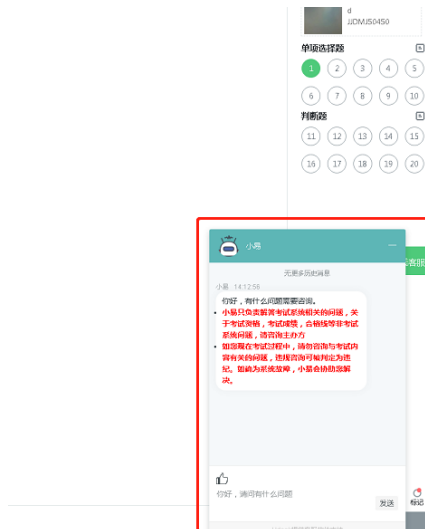 d
JJDMJS0450
单项选择题
1 2 3 4 5
6 7 8 9 10
判断题
11 12 13 14 15
16 17 18 19 20
小易
客服
无更多历史消息
小易 14:12:50
你好，有什么问题需要咨询。
小易只负责解答考试系统相关的问题，关
于考试资格，考试成绩，合格线等非考试
系统问题，请咨询主办方
如您现在考试过程中，请勿咨询与考试内
容有关的问题，违规咨询可被判定为违
纪。如确为系统故障，小易会协助您解
决。
你好，请问有什么问题
发送
标记